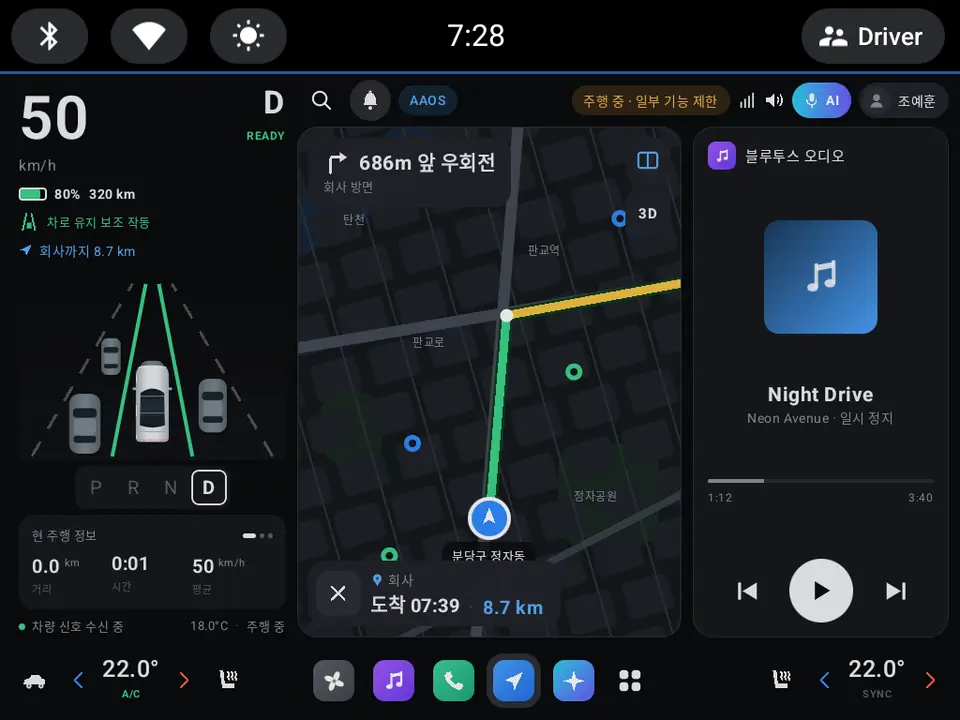 7:28
Driver
50
D
READY
km/h
80% 320 km
차로 유지 보조 작동
회사까지 8.7 km
P R N D
현 주행 정보
0.0 km 0:01 50 km/h
거리 시간 평균
차량 신호 수신 중 18.0°C · 주행 중
AAOS
주행 중 · 일부 기능 제한
AI
조예훈
686m 앞 우회전
회사 방면
3D
탄천
판교역
판교로
정자공원
분당구 정자동
회사
도착 07:39 · 8.7 km
블루투스 오디오
Night Drive
Neon Avenue · 일시 정지
1:12 3:40
22.0°
A/C
22.0°
SYNC